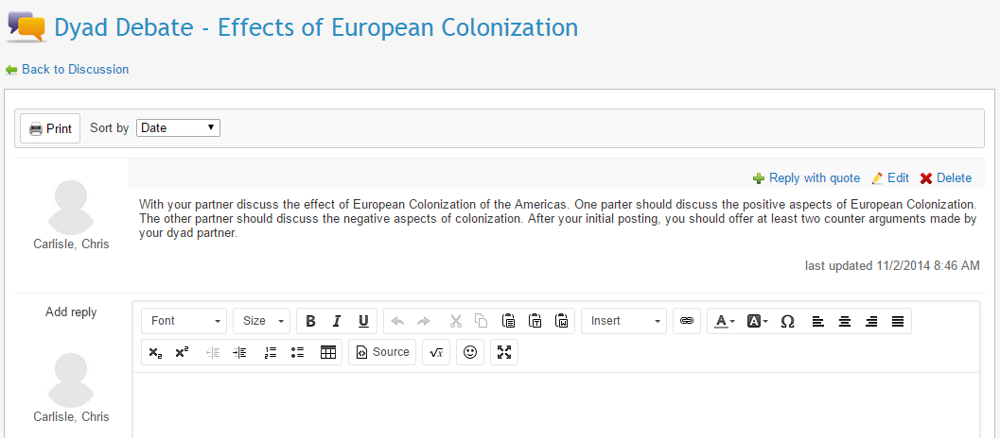 Dyad Debate - Effects of European Colonization
Back to Discussion
Print Sort by Date
Reply with quote Edit Delete
With your partner discuss the effect of European Colonization of the Americas. One parter should discuss the positive aspects of European Colonization.
The other partner should discuss the negative aspects of colonization. After your initial posting, you should offer at least two counter arguments made by
your dyad partner.
Carlisle, Chris
last updated 11/2/2014 8:46 AM
Add reply
Font Size B I U Insert A A Ω
x₂ x² Source √x
Carlisle, Chris